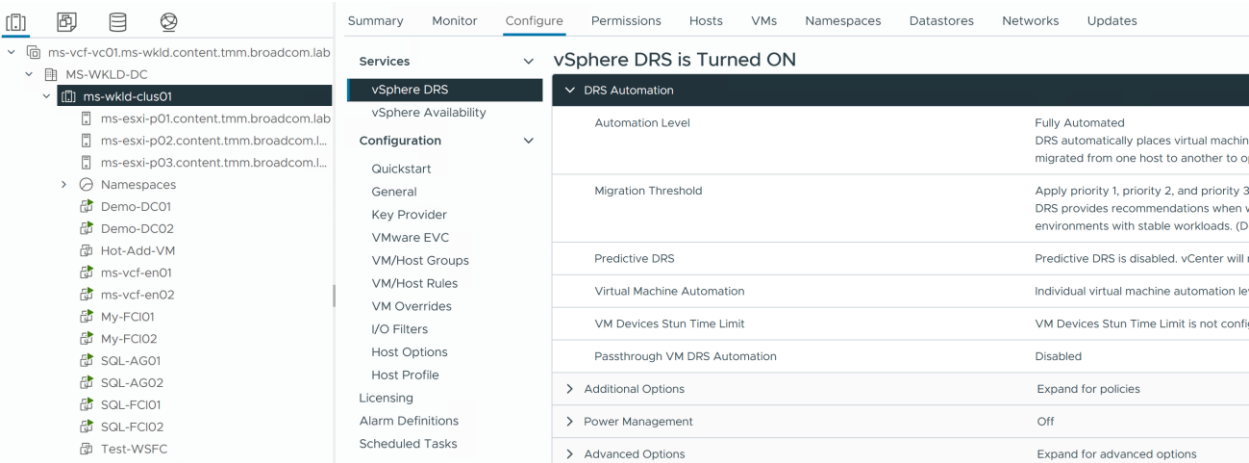 ms-vcf-vc01.ms-wkld.content.tmm.broadcom.lab
MS-WKLD-DC
ms-wkld-clus01
ms-esxi-p01.content.tmm.broadcom.lab
ms-esxi-p02.content.tmm.broadcom.l...
ms-esxi-p03.content.tmm.broadcom.l...
Namespaces
Demo-DC01
Demo-DC02
Hot-Add-VM
ms-vcf-en01
ms-vcf-en02
My-FCI01
My-FCI02
SQL-AG01
SQL-AG02
SQL-FCI01
SQL-FCI02
Test-WSFC
Summary Monitor Configure Permissions Hosts VMs Namespaces Datastores Networks Updates
Services
vSphere DRS
vSphere Availability
Configuration
Quickstart
General
Key Provider
VMware EVC
VM/Host Groups
VM/Host Rules
VM Overrides
I/O Filters
Host Options
Host Profile
Licensing
Alarm Definitions
Scheduled Tasks
vSphere DRS is Turned ON
DRS Automation
Automation Level Fully Automated
DRS automatically places virtual machin
migrated from one host to another to o
Migration Threshold Apply priority 1, priority 2, and priority 3
DRS provides recommendations when
environments with stable workloads. (D
Predictive DRS Predictive DRS is disabled. vCenter will
Virtual Machine Automation Individual virtual machine automation le
VM Devices Stun Time Limit VM Devices Stun Time Limit is not confi
Passthrough VM DRS Automation Disabled
Additional Options Expand for policies
Power Management Off
Advanced Options Expand for advanced options